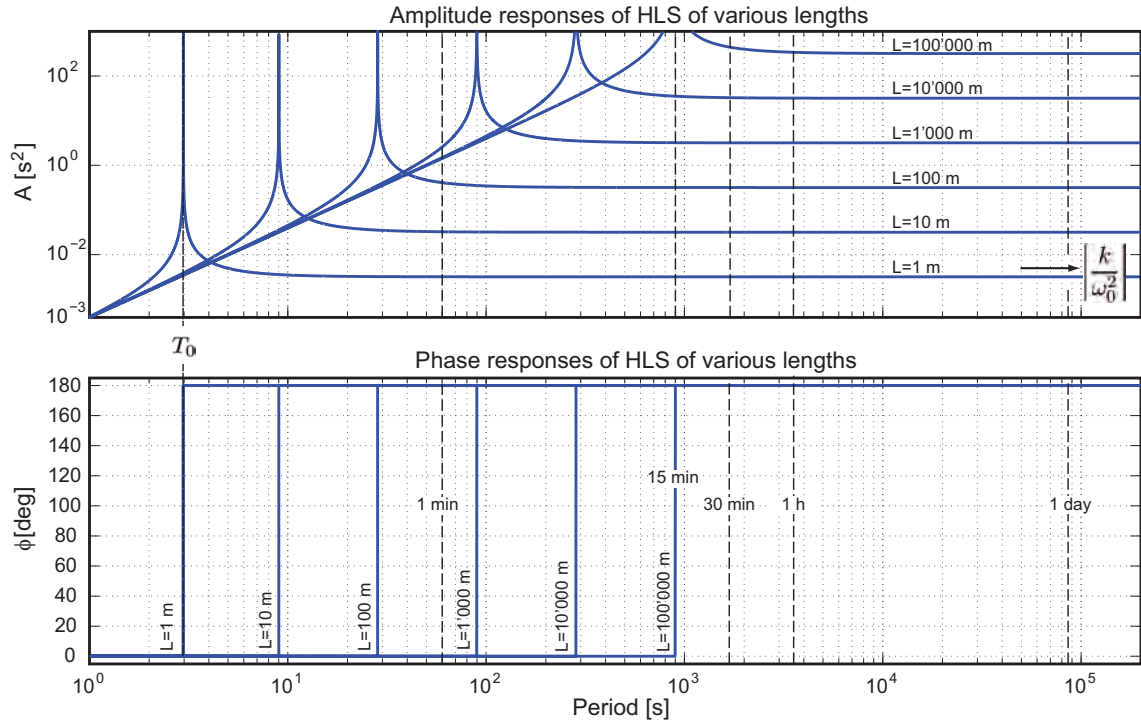 Amplitude responses of HLS of various lengths
A [s²]
10²
10⁰
10⁻²
10⁻³
L=100'000 m
L=10'000 m
L=1'000 m
L=100 m
L=10 m
L=1 m
|k/ω₀²|
T₀
Phase responses of HLS of various lengths
ϕ[deg]
180
160
140
120
100
80
60
40
20
0
15 min
1 min
30 min
1 h
1 day
L=1 m
L=10 m
L=100 m
L=1'000 m
L=10'000 m
L=100'000 m
10⁰
10¹
10²
10³
10⁴
10⁵
Period [s]